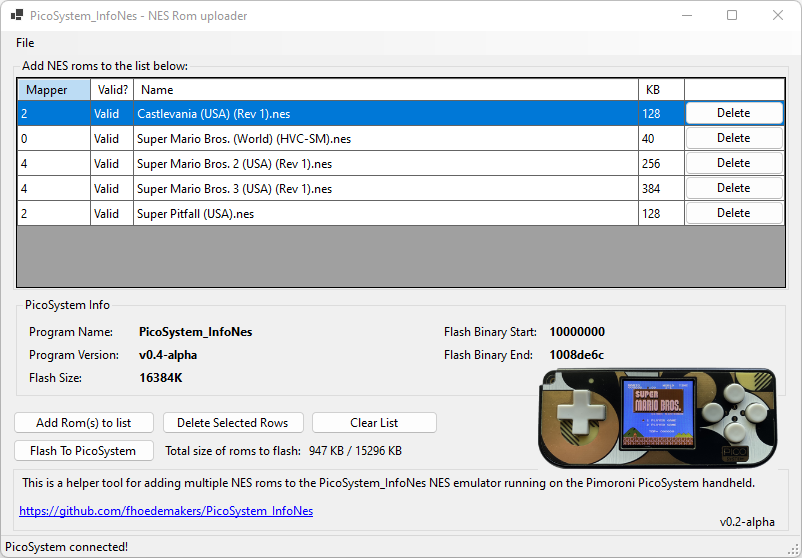 PicoSystem_InfoNes - NES Rom uploader
File
Add NES roms to the list below:
Mapper Valid? Name KB
2 Valid Castlevania (USA) (Rev 1).nes 128 Delete
0 Valid Super Mario Bros. (World) (HVC-SM).nes 40 Delete
4 Valid Super Mario Bros. 2 (USA) (Rev 1).nes 256 Delete
4 Valid Super Mario Bros. 3 (USA) (Rev 1).nes 384 Delete
2 Valid Super Pitfall (USA).nes 128 Delete
PicoSystem Info
Program Name: PicoSystem_InfoNes Flash Binary Start: 10000000
Program Version: v0.4-alpha Flash Binary End: 1008de6c
Flash Size: 16384K
SUPER
MARIO BROS.
1 PLAYER GAME
2 PLAYER GAME
PICO
Add Rom(s) to list Delete Selected Rows Clear List
Flash To PicoSystem Total size of roms to flash: 947 KB / 15296 KB
This is a helper tool for adding multiple NES roms to the PicoSystem_InfoNes NES emulator running on the Pimoroni PicoSystem handheld.
https://github.com/fhoedemakers/PicoSystem_InfoNes
v0.2-alpha
PicoSystem connected!